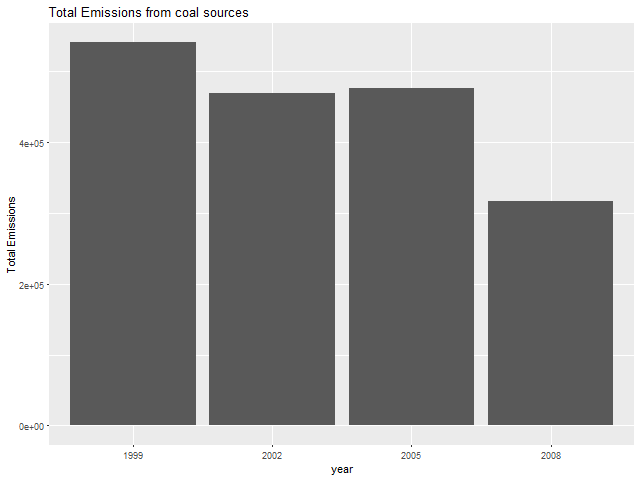 Total Emissions from coal sources
4e+05
2e+05
0e+00
Total Emissions
1999 2002 2005 2008
year